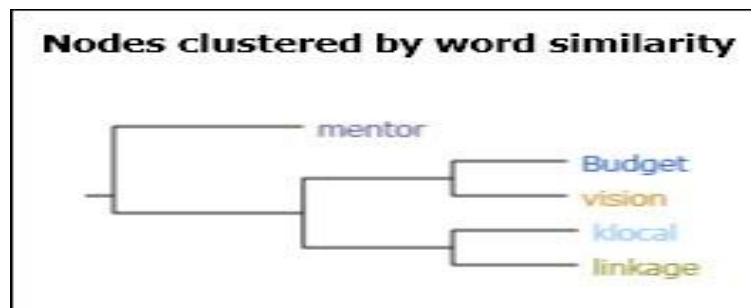 Nodes clustered by word similarity
mentor
Budget
vision
klocal
linkage